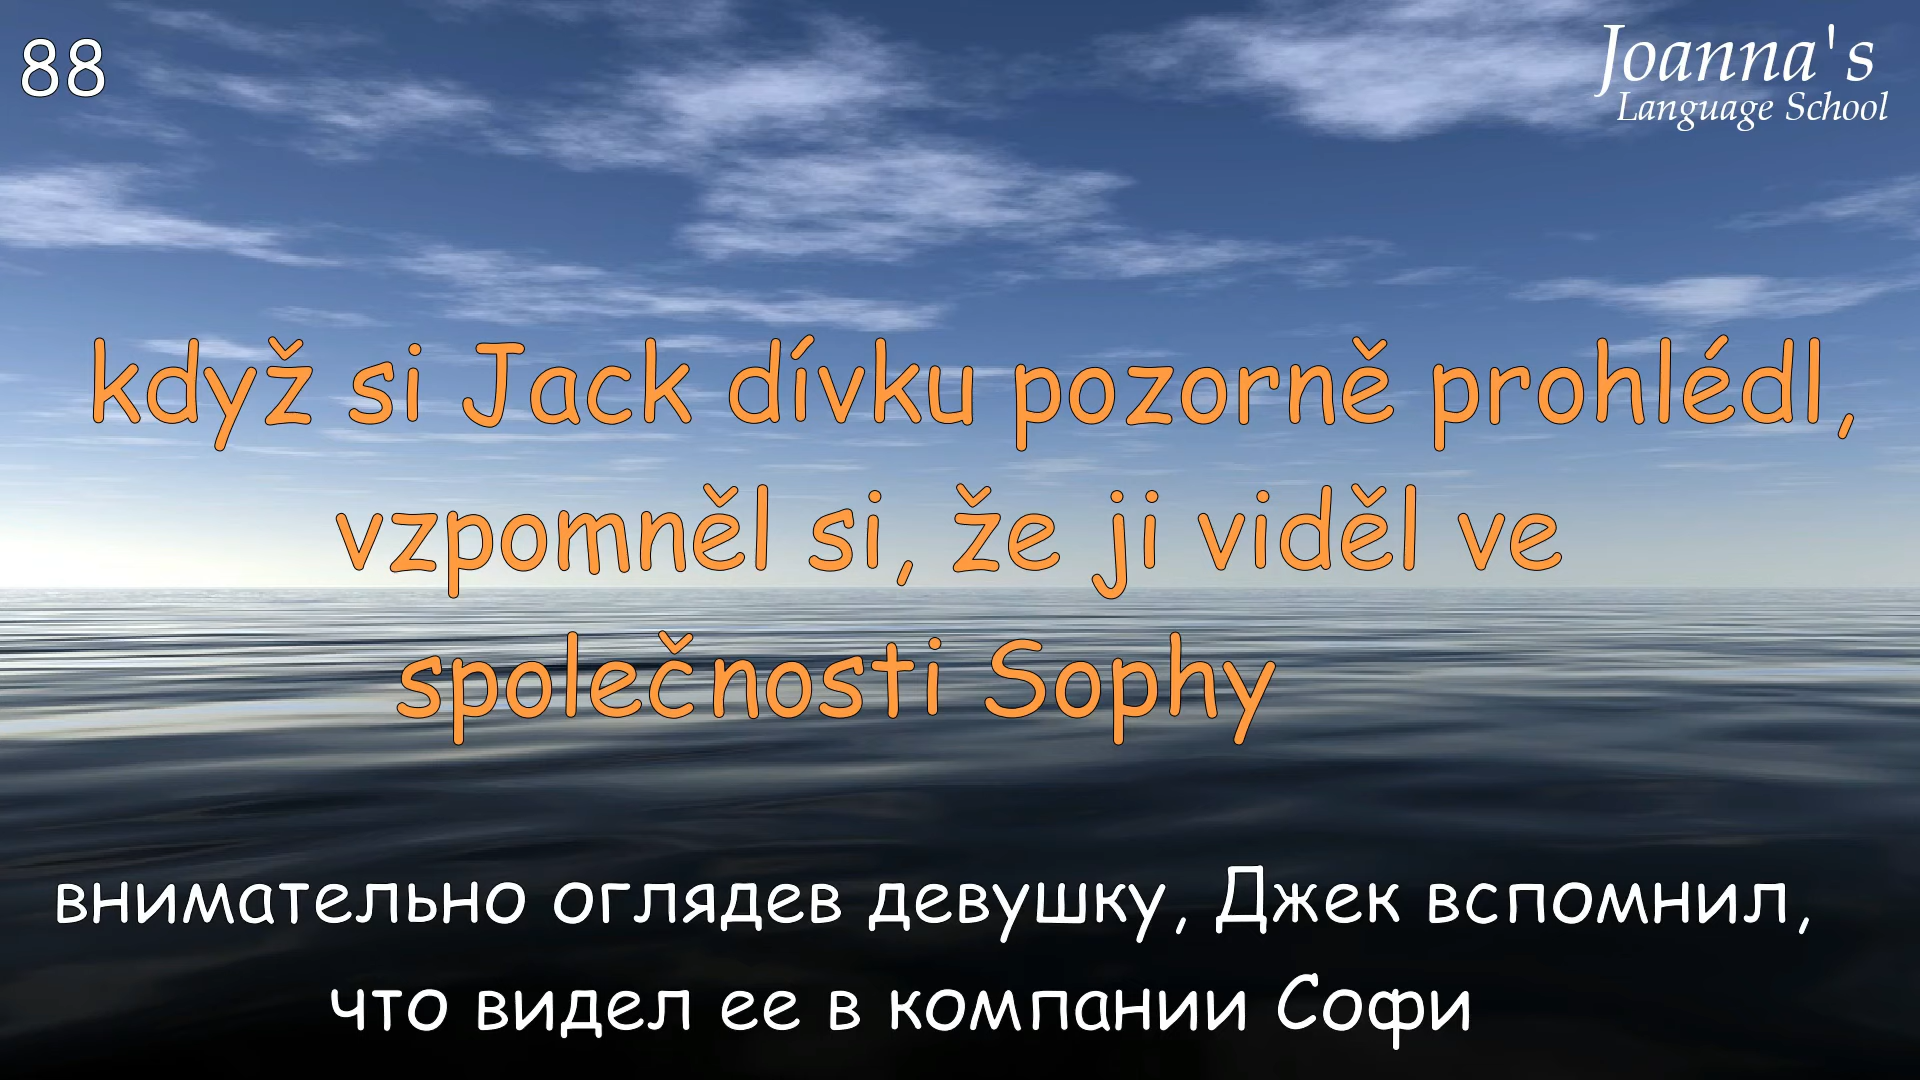 88
Joanna's
Language School
když si Jack dívku pozorně prohlédl,
vzpomněl si, že ji viděl ve
společnosti Sophy
внимательно оглядев девушку, Джек вспомнил,
что видел ее в компании Софи